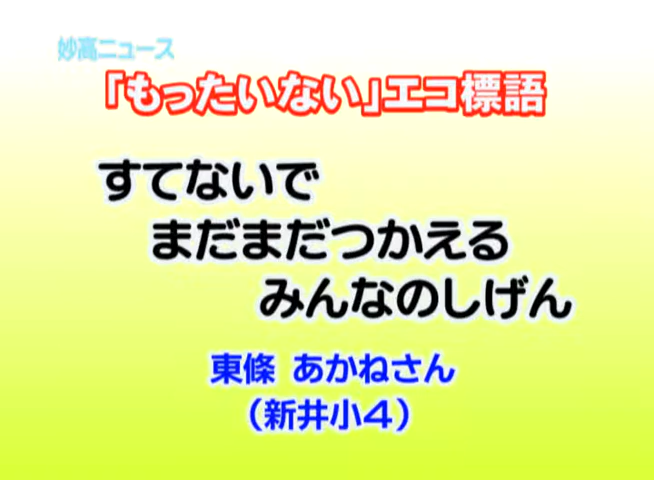 妙高ニュース
「もったいない」エコ標語
すてないで
まだまだつかえる
みんなのしげん
東條 あかねさん
（新井小４）